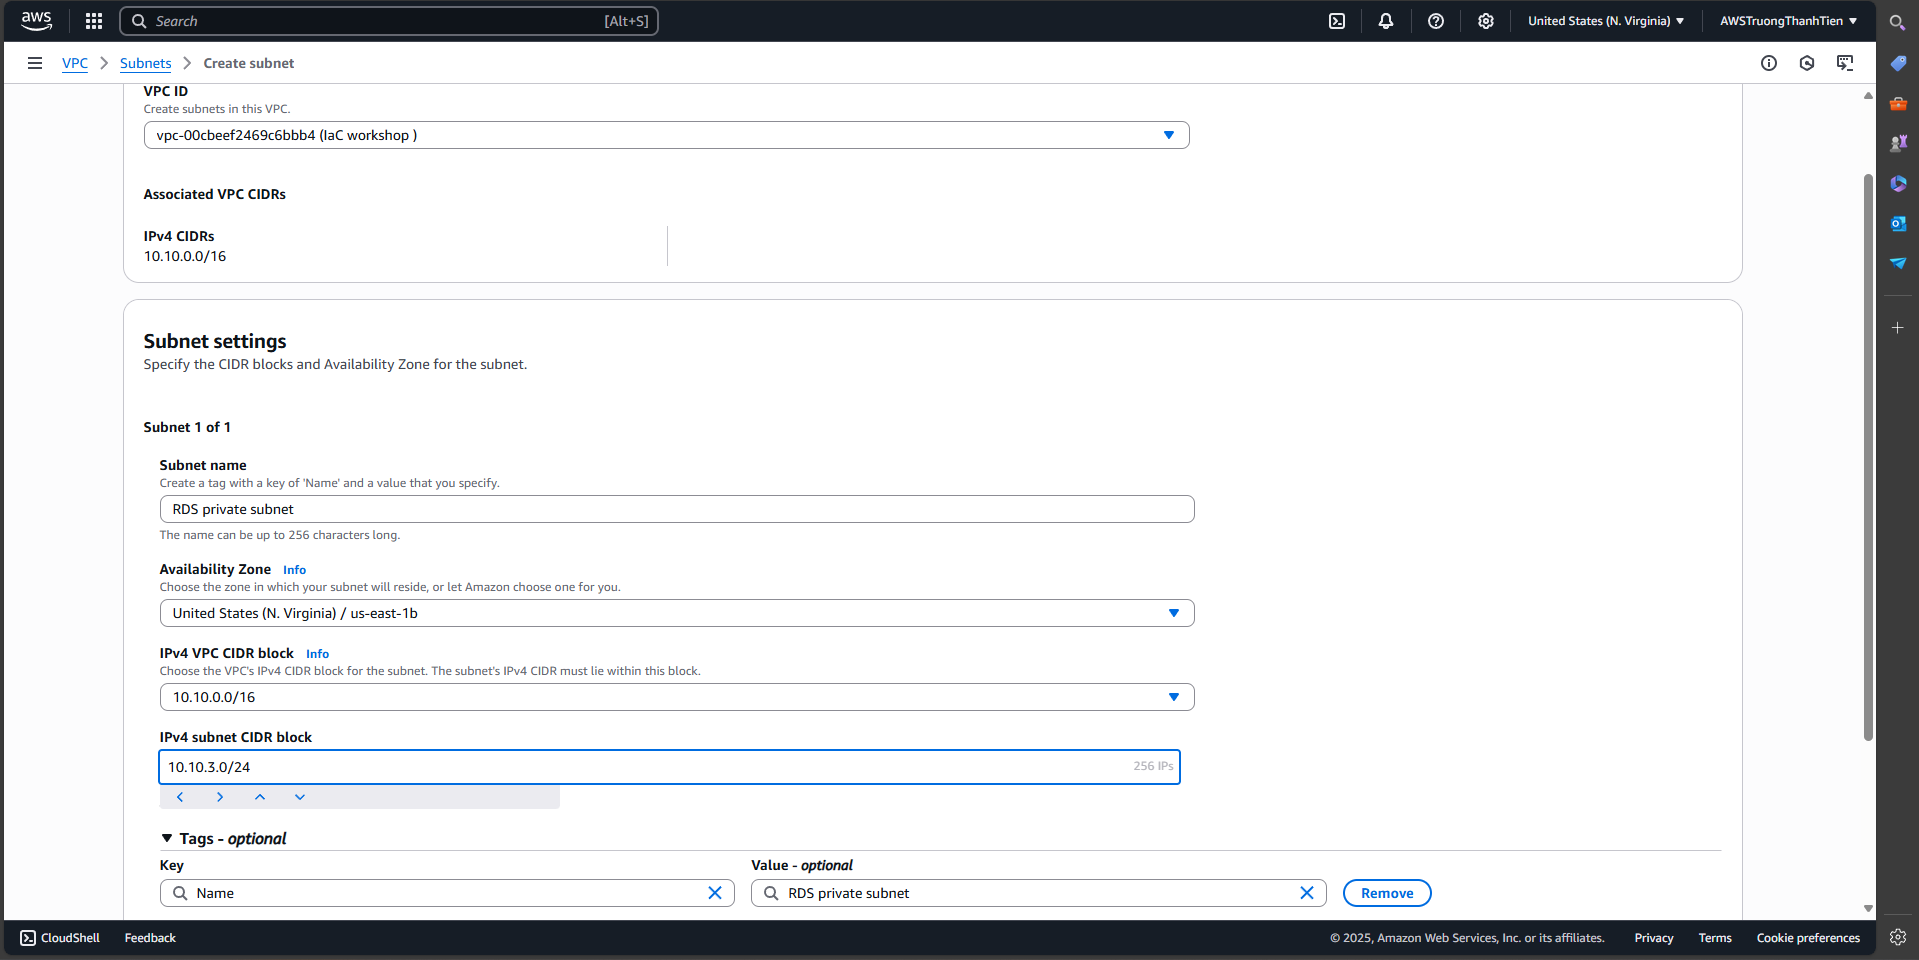 aws
Search [Alt+S]
United States (N. Virginia)
AWSTruongThanhTien
VPC
Subnets
Create subnet
VPC ID
Create subnets in this VPC.
vpc-00cbeef2469c6bbb4 (IaC workshop )
Associated VPC CIDRs
IPv4 CIDRs
10.10.0.0/16
Subnet settings
Specify the CIDR blocks and Availability Zone for the subnet.
Subnet 1 of 1
Subnet name
Create a tag with a key of 'Name' and a value that you specify.
RDS private subnet
The name can be up to 256 characters long.
Availability Zone Info
Choose the zone in which your subnet will reside, or let Amazon choose one for you.
United States (N. Virginia) / us-east-1b
IPv4 VPC CIDR block Info
Choose the VPC's IPv4 CIDR block for the subnet. The subnet's IPv4 CIDR must lie within this block.
10.10.0.0/16
IPv4 subnet CIDR block
10.10.3.0/24 256 IPs
Tags - optional
Key Value - optional
Name RDS private subnet Remove
CloudShell Feedback © 2025, Amazon Web Services, Inc. or its affiliates. Privacy Terms Cookie preferences